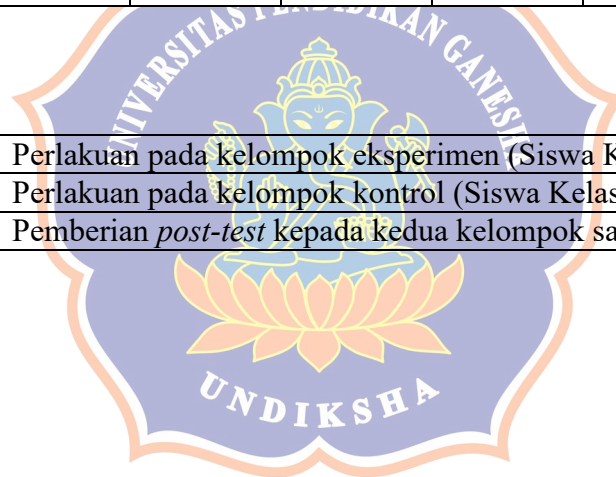 UNIVERSITAS PENDIDIKAN GANESHA
Perlakuan pada kelompok eksperimen (Siswa
Perlakuan pada kelompok kontrol (Siswa Kelas
Pemberian post-test kepada kedua kelompok
UNDIKSHA